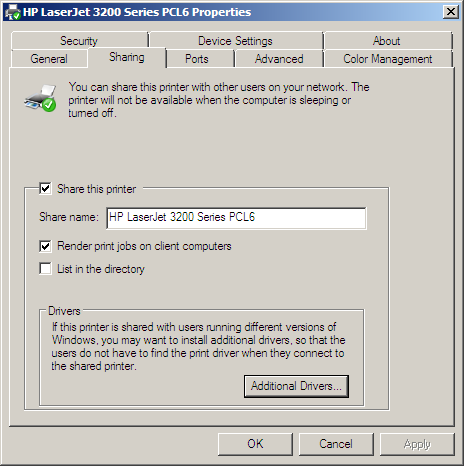 HP LaserJet 3200 Series PCL6 Properties
Security Device Settings About
General Sharing Ports Advanced Color Management
You can share this printer with other users on your network. The
printer will not be available when the computer is sleeping or
turned off.
Share this printer
Share name: HP LaserJet 3200 Series PCL6
Render print jobs on client computers
List in the directory
Drivers
If this printer is shared with users running different versions of
Windows, you may want to install additional drivers, so that the
users do not have to find the print driver when they connect to
the shared printer.
Additional Drivers...
OK Cancel Apply